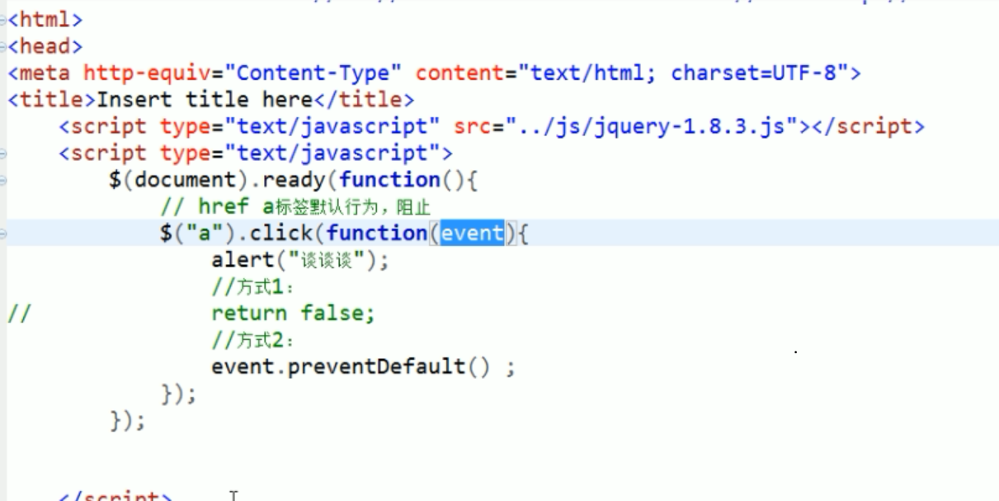 <html>
<head>
<meta http-equiv="Content-Type" content="text/html; charset=UTF-8">
<title>Insert title here</title>
    <script type="text/javascript" src="../js/jquery-1.8.3.js"></script>
    <script type="text/javascript">
        $(document).ready(function(){
            // href a标签默认行为，阻止
            $("a").click(function(event){
                alert("谈谈谈");
                //方式1：
//              return false;
                //方式2：
                event.preventDefault() ;
            });
        });
    </script>